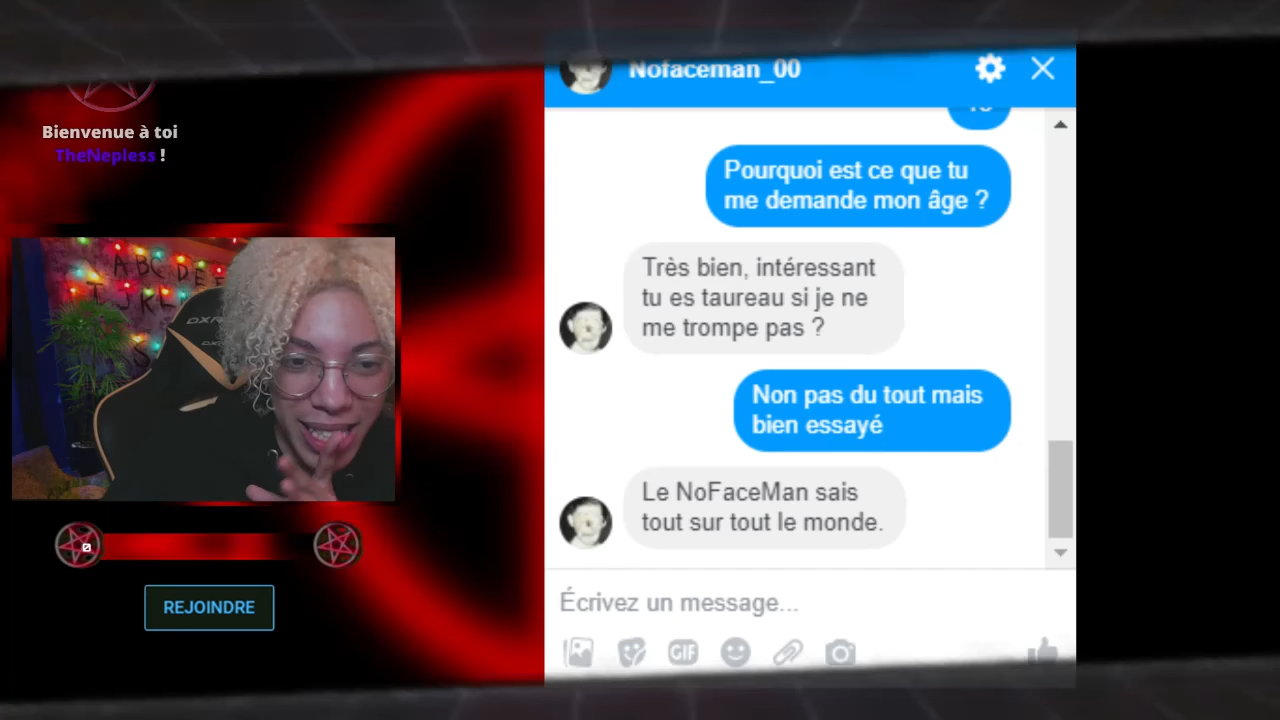 Bienvenue à toi
TheNepless !
A B C D E F
J K L
DXR
REJOINDRE
Nofaceman_00
Pourquoi est ce que tu
me demande mon âge ?
Très bien, intéressant
tu es taureau si je ne
me trompe pas ?
Non pas du tout mais
bien essayé
Le NoFaceMan sais
tout sur tout le monde.
Écrivez un message...
GIF